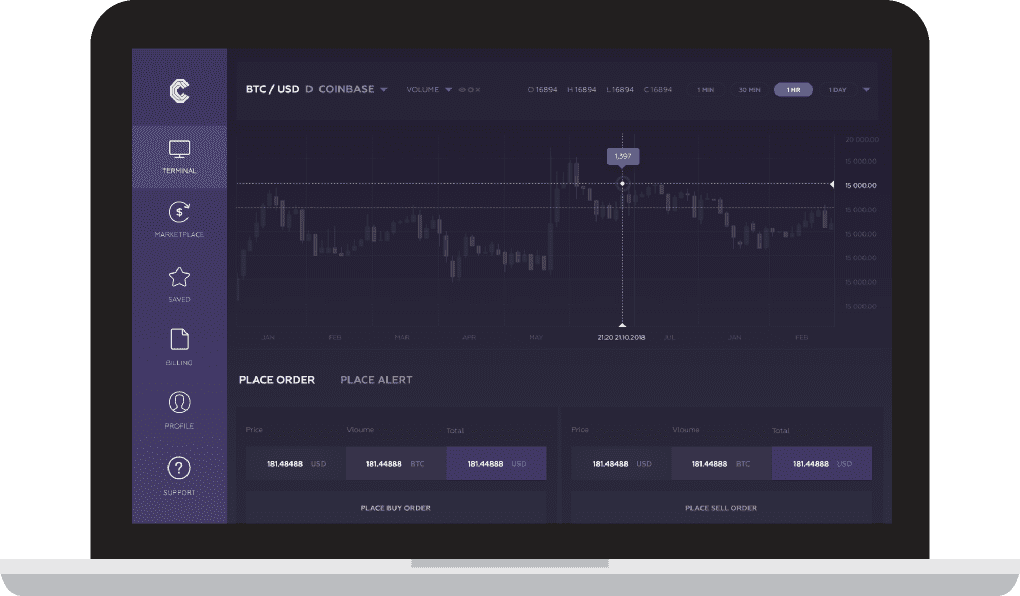 BTC / USD D COINBASE VOLUME O 16894 H 16894 L 16894 C 16894 1 MIN 30 MIN 1 HR 1 DAY
TERMINAL
MARKETPLACE
SAVED
BILLING
PROFILE
SUPPORT
1,397
20 000.00
15 000.00
15 000.00
15 000.00
15 000.00
15 000.00
15 000.00
15 000.00
JAN FEB MAR APR MAY 21:20 21.10.2018 JUL JAN FEB
PLACE ORDER PLACE ALERT
Price Vloume Total Price Vloume Total
181.48488 USD 181.44888 BTC 181.44888 USD 181.48488 USD 181.44888 BTC 181.44888 USD
PLACE BUY ORDER PLACE SELL ORDER